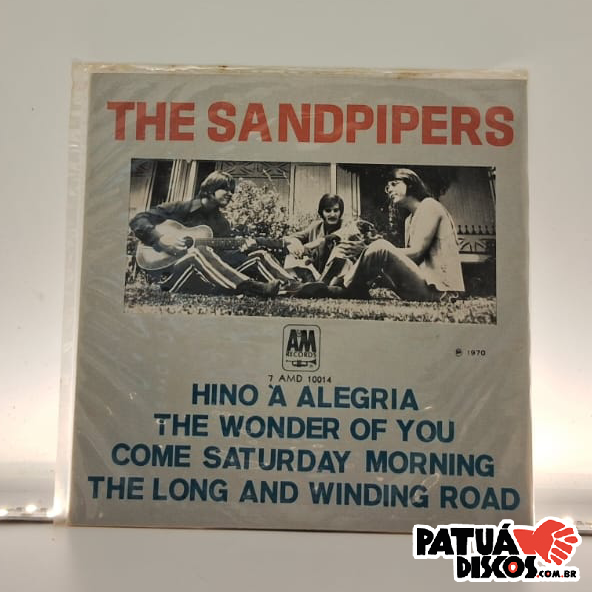 THE SANDPIPERS
A&M
RECORDS
℗ 1970
7 AMD 10014
HINO À ALEGRIA
THE WONDER OF YOU
COME SATURDAY MORNING
THE LONG AND WINDING ROAD
PATUÁ
DISCOS.COM.BR